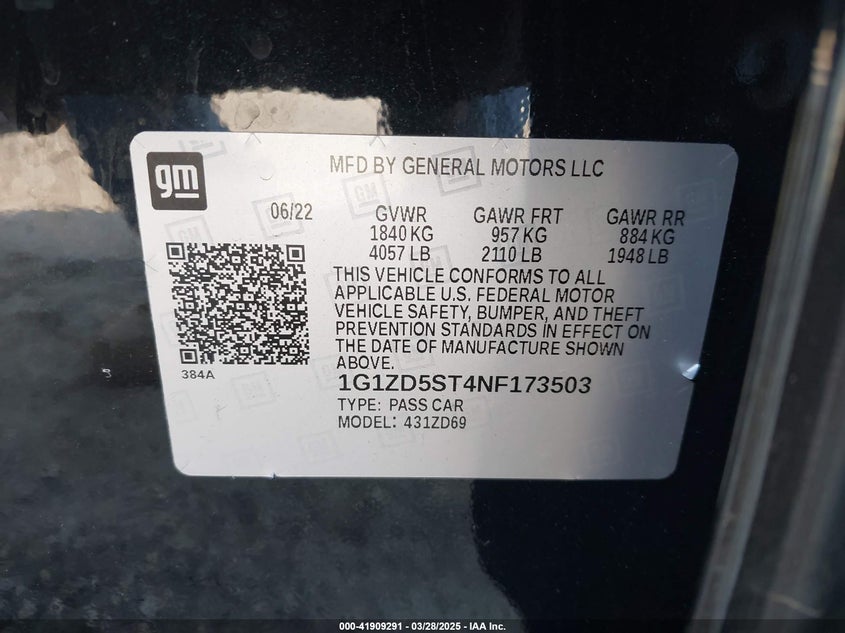 gm
MFD BY GENERAL MOTORS LLC
06/22 GVWR GAWR FRT GAWR RR
1840 KG 957 KG 884 KG
4057 LB 2110 LB 1948 LB
THIS VEHICLE CONFORMS TO ALL
APPLICABLE U.S. FEDERAL MOTOR
VEHICLE SAFETY, BUMPER, AND THEFT
PREVENTION STANDARDS IN EFFECT ON
THE DATE OF MANUFACTURE SHOWN
ABOVE.
384A
1G1ZD5ST4NF173503
TYPE: PASS CAR
MODEL: 431ZD69
000-41909291 - 03/28/2025 - IAA Inc.